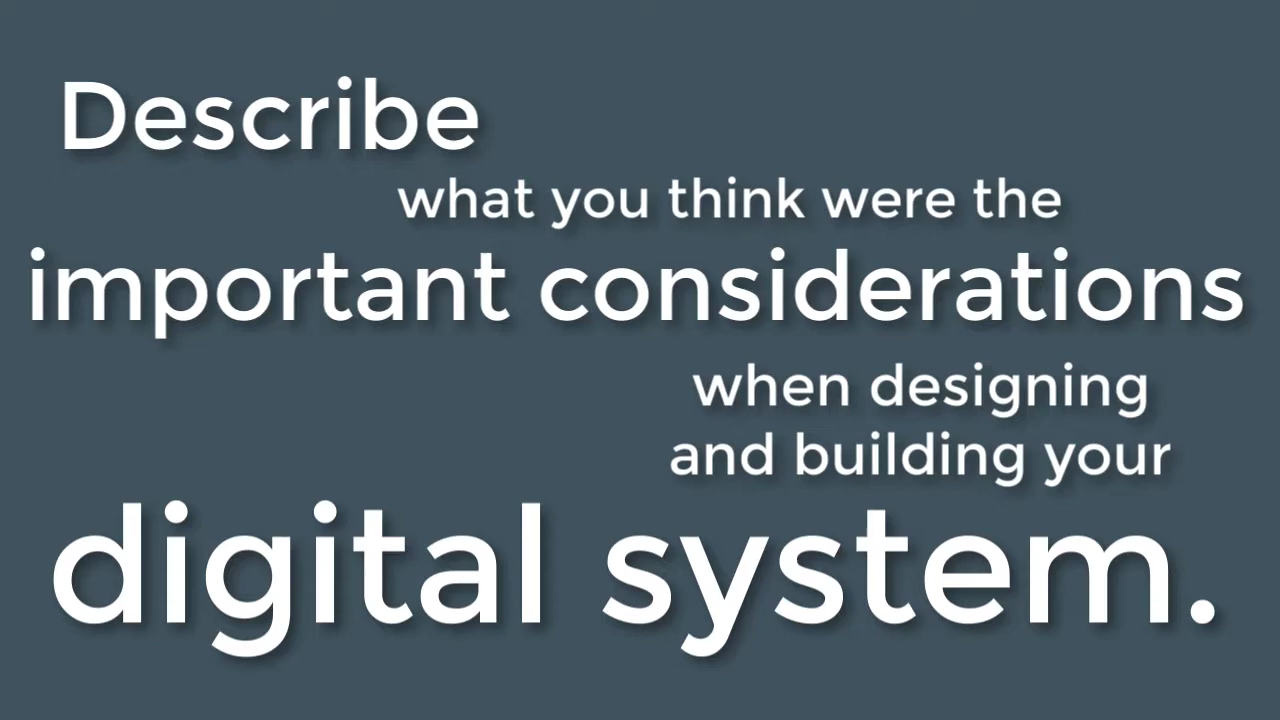 Describe
what you think were the
important considerations
when designing
and building your
digital system.